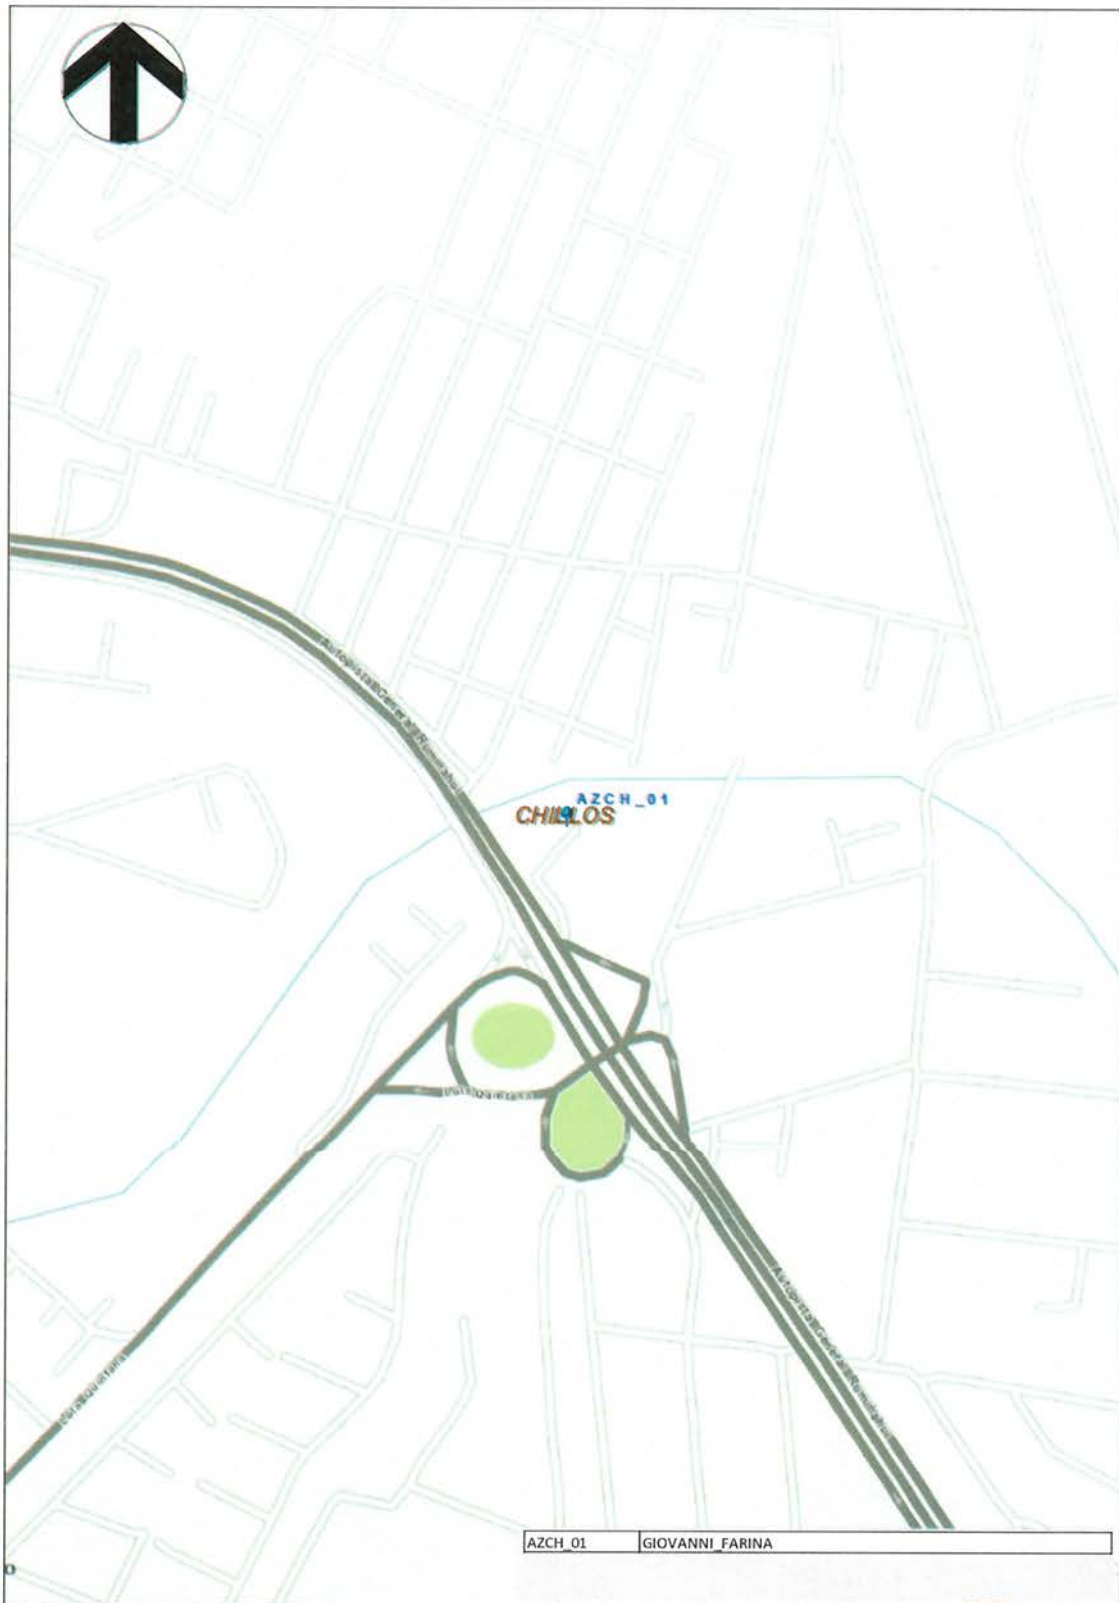 Autopista General Rumiñahui
AZCH_01
CHILLOS
Autopista General Rumiñahui
AZCH_01 GIOVANNI_FARINA